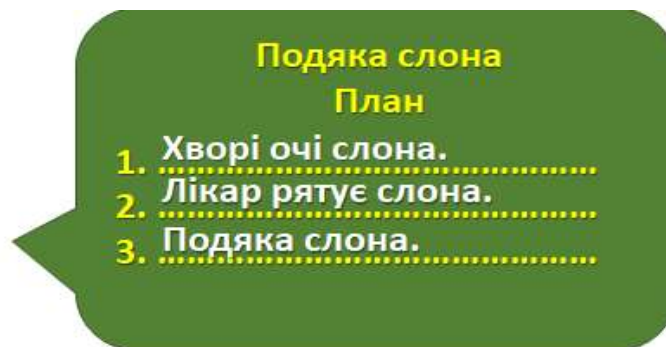 Подяка слона
План
1. Хворі очі слона.
2. Лікар рятує слона.
3. Подяка слона.